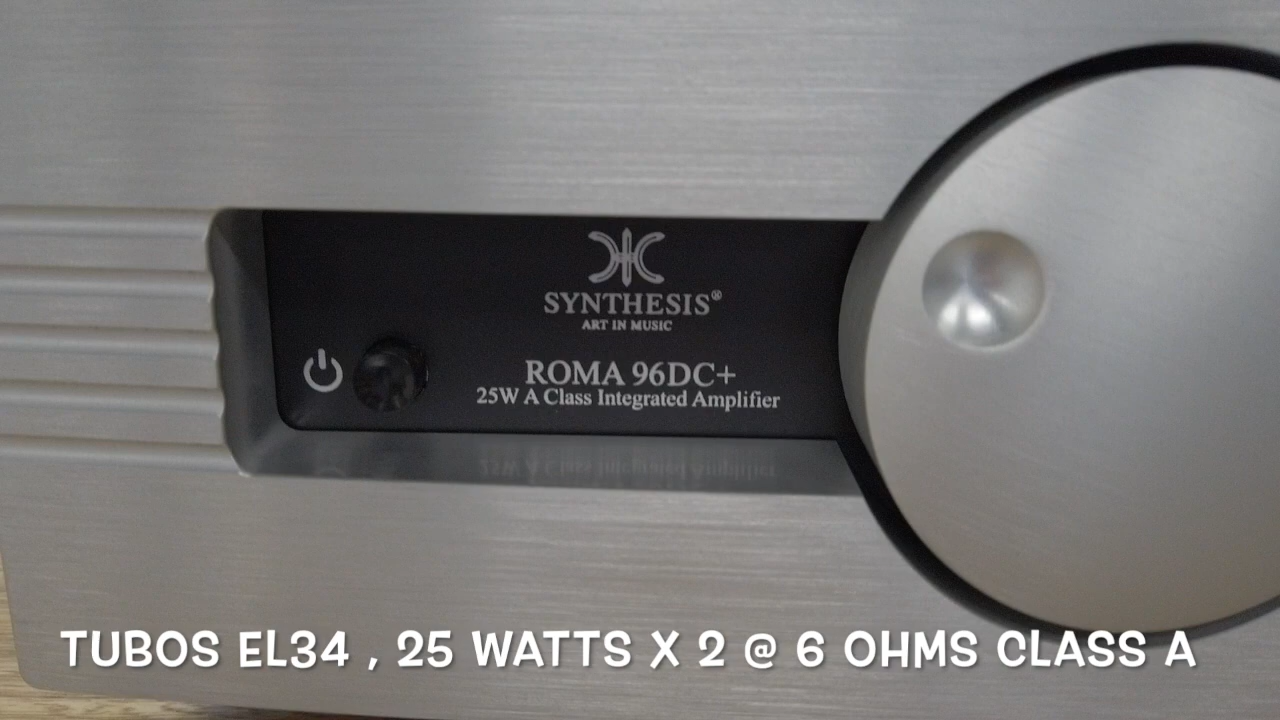 SYNTHESIS®
ART IN MUSIC
ROMA 96DC+
25W A Class Integrated Amplifier
TUBOS EL34 , 25 WATTS X 2 @ 6 OHMS CLASS A